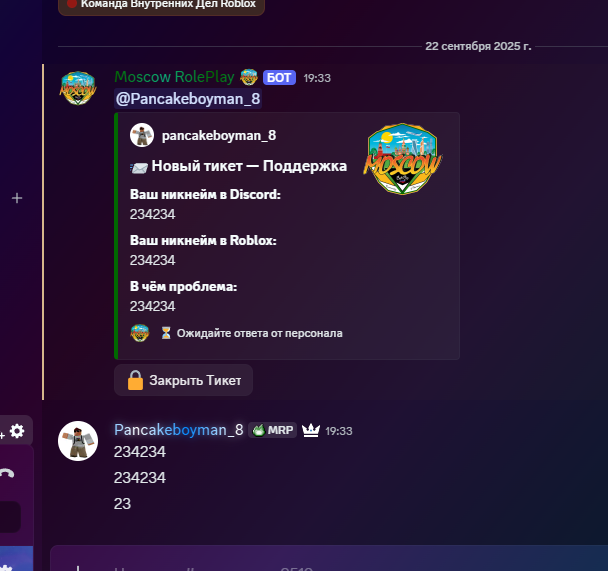 Команда Внутренних Дел Roblox
22 сентября 2025 г.
Moscow RolePlay БОТ 19:33
@Pancakeboyman_8
pancakeboyman_8
MOSCOW
Новый тикет — Поддержка
Ваш никнейм в Discord:
234234
Ваш никнейм в Roblox:
234234
В чём проблема:
234234
Ожидайте ответа от персонала
Закрыть Тикет
Pancakeboyman_8 MRP 19:33
234234
234234
23